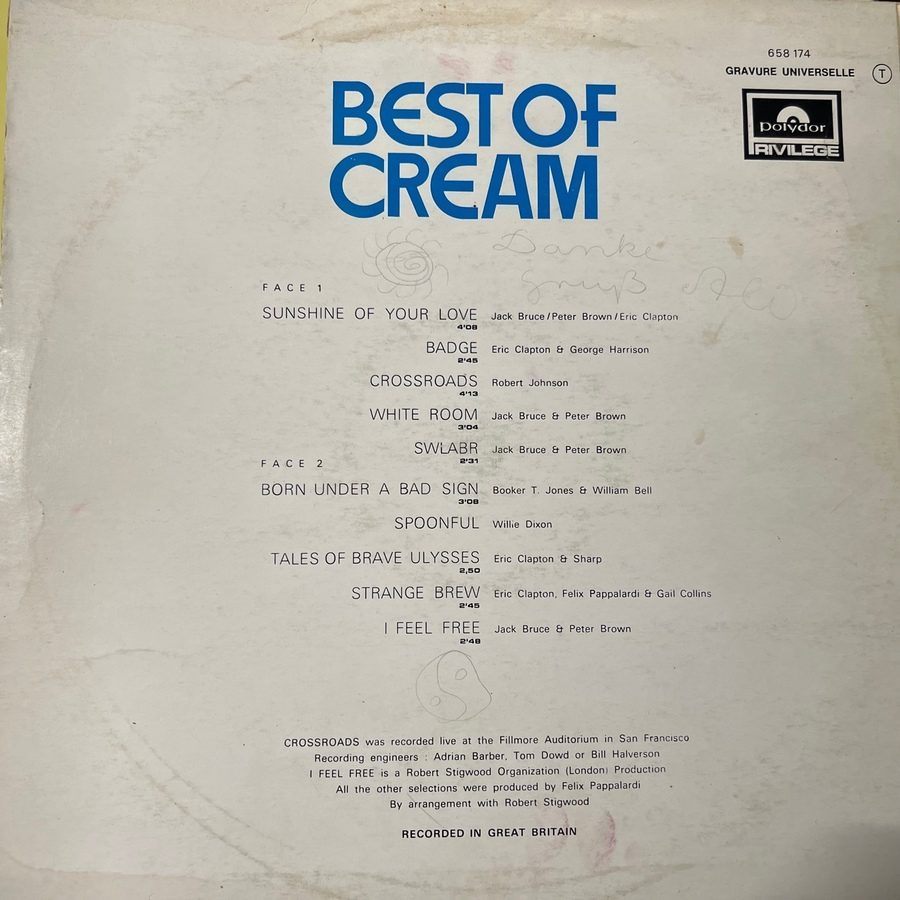 658 174
GRAVURE UNIVERSELLE T
polydor
PRIVILEGE
BEST OF
CREAM
Danke
Gruß
FACE 1
SUNSHINE OF YOUR LOVE Jack Bruce/Peter Brown/Eric Clapton
4'08
BADGE Eric Clapton & George Harrison
2'45
CROSSROADS Robert Johnson
4'13
WHITE ROOM Jack Bruce & Peter Brown
3'04
SWLABR Jack Bruce & Peter Brown
2'31
FACE 2
BORN UNDER A BAD SIGN Booker T. Jones & William Bell
3'08
SPOONFUL Willie Dixon
TALES OF BRAVE ULYSSES Eric Clapton & Sharp
2,50
STRANGE BREW Eric Clapton, Felix Pappalardi & Gail Collins
2'45
I FEEL FREE Jack Bruce & Peter Brown
2'48
CROSSROADS was recorded live at the Fillmore Auditorium in San Francisco
Recording engineers : Adrian Barber, Tom Dowd or Bill Halverson
I FEEL FREE is a Robert Stigwood Organization (London) Production
All the other selections were produced by Felix Pappalardi
By arrangement with Robert Stigwood
RECORDED IN GREAT BRITAIN